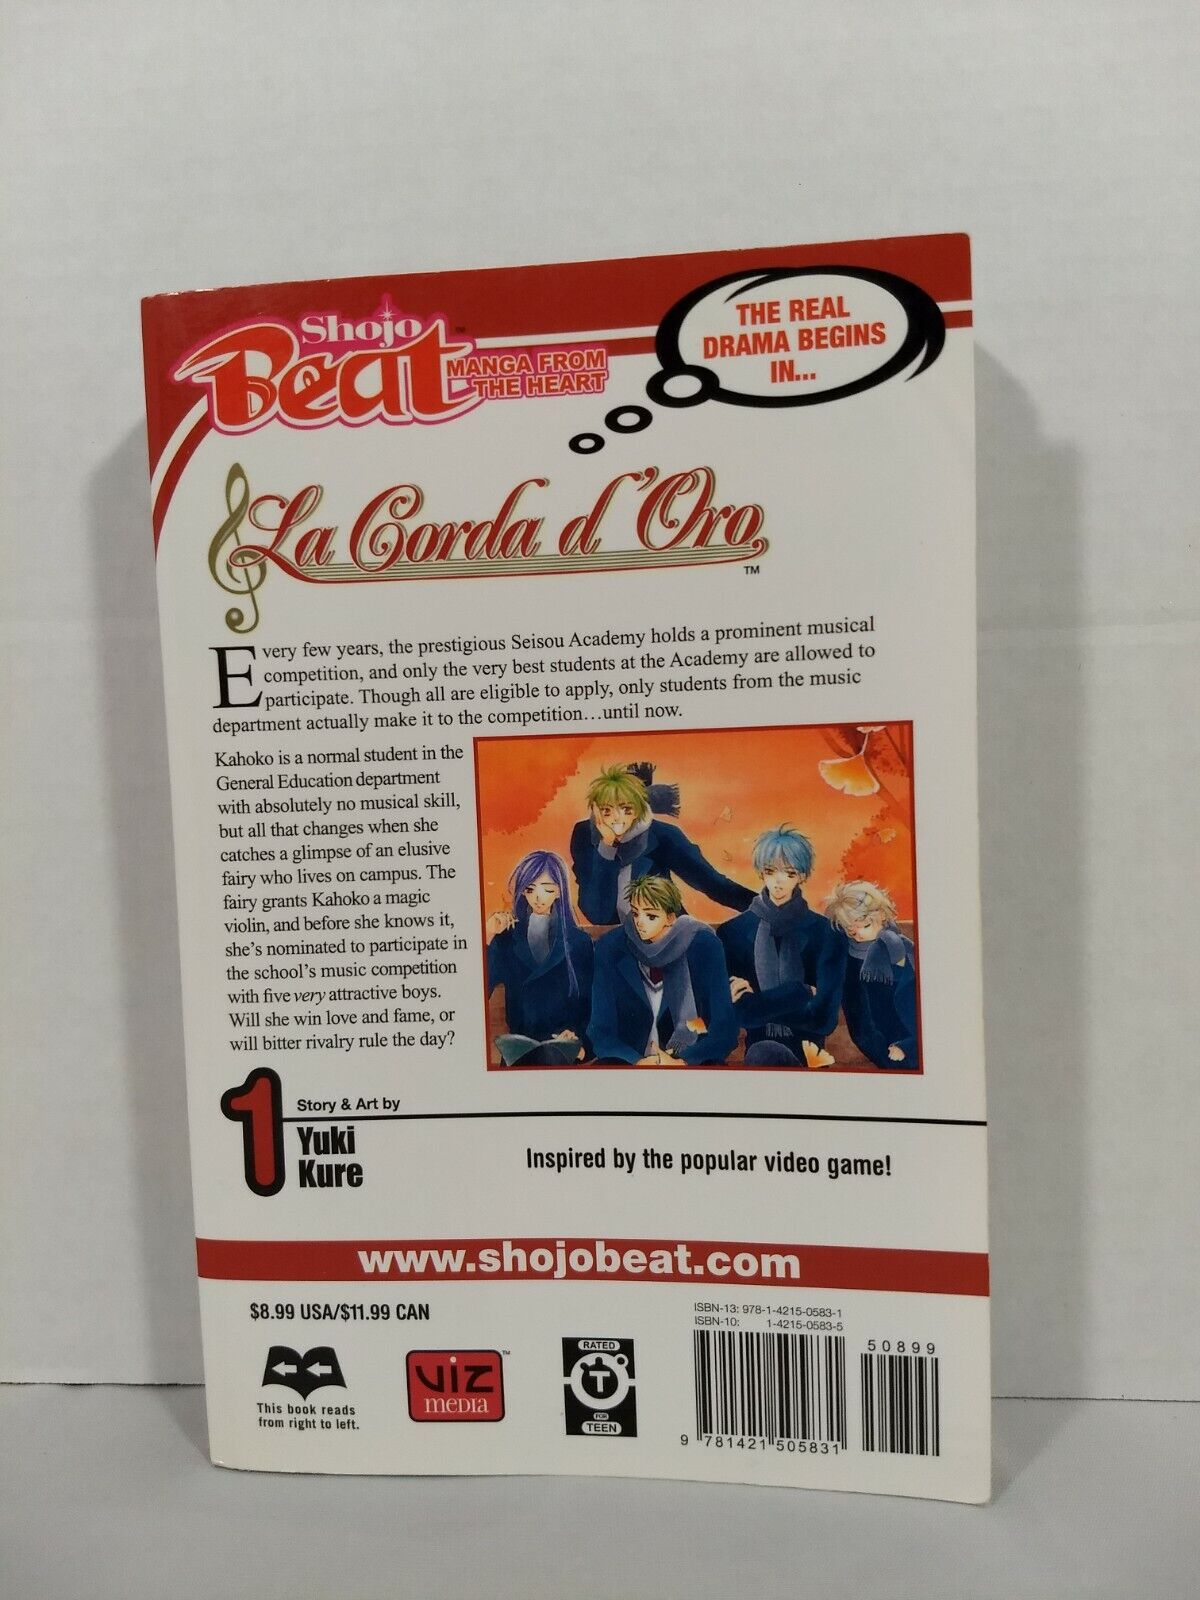 Shojo
Beat™
MANGA FROM
THE HEART
THE REAL
DRAMA BEGINS
IN...
La Corda d'Oro™
Every few years, the prestigious Seisou Academy holds a prominent musical
competition, and only the very best students at the Academy are allowed to
participate. Though all are eligible to apply, only students from the music
department actually make it to the competition...until now.
Kahoko is a normal student in the
General Education department
with absolutely no musical skill,
but all that changes when she
catches a glimpse of an elusive
fairy who lives on campus. The
fairy grants Kahoko a magic
violin, and before she knows it,
she's nominated to participate in
the school's music competition
with five very attractive boys.
Will she win love and fame, or
will bitter rivalry rule the day?
1
Story & Art by
Yuki
Kure
Inspired by the popular video game!
www.shojobeat.com
$8.99 USA/$11.99 CAN
ISBN-13: 978-1-4215-0583-1
ISBN-10: 1-4215-0583-5
50899
This book reads
from right to left.
VIZ™
MEDIA
RATED
T
FOR
TEEN
9 781421 505831